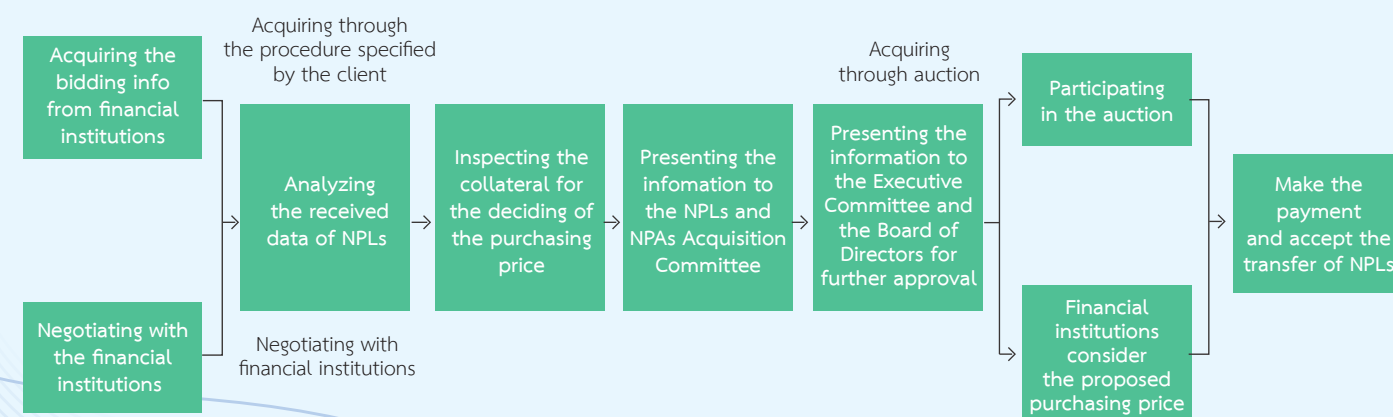 Acquiring the
bidding info
from financial
institutions
Negotiating with
the financial
institutions
Acquiring through
the procedure specified
by the client
Analyzing
the received
data of NPLs
Negotiating with
financial institutions
Inspecting the
collateral for
the deciding of
the purchasing
price
Presenting the
infomation to
the NPLs and
NPAs Acquisition
Committee
Presenting the
information to
the Executive
Committee and
the Board of
Directors for
further approval
Acquiring
through auction
Participating
in the auction
Financial
institutions
consider
the proposed
purchasing price
Make the
payment
and accept the
transfer of NPLs